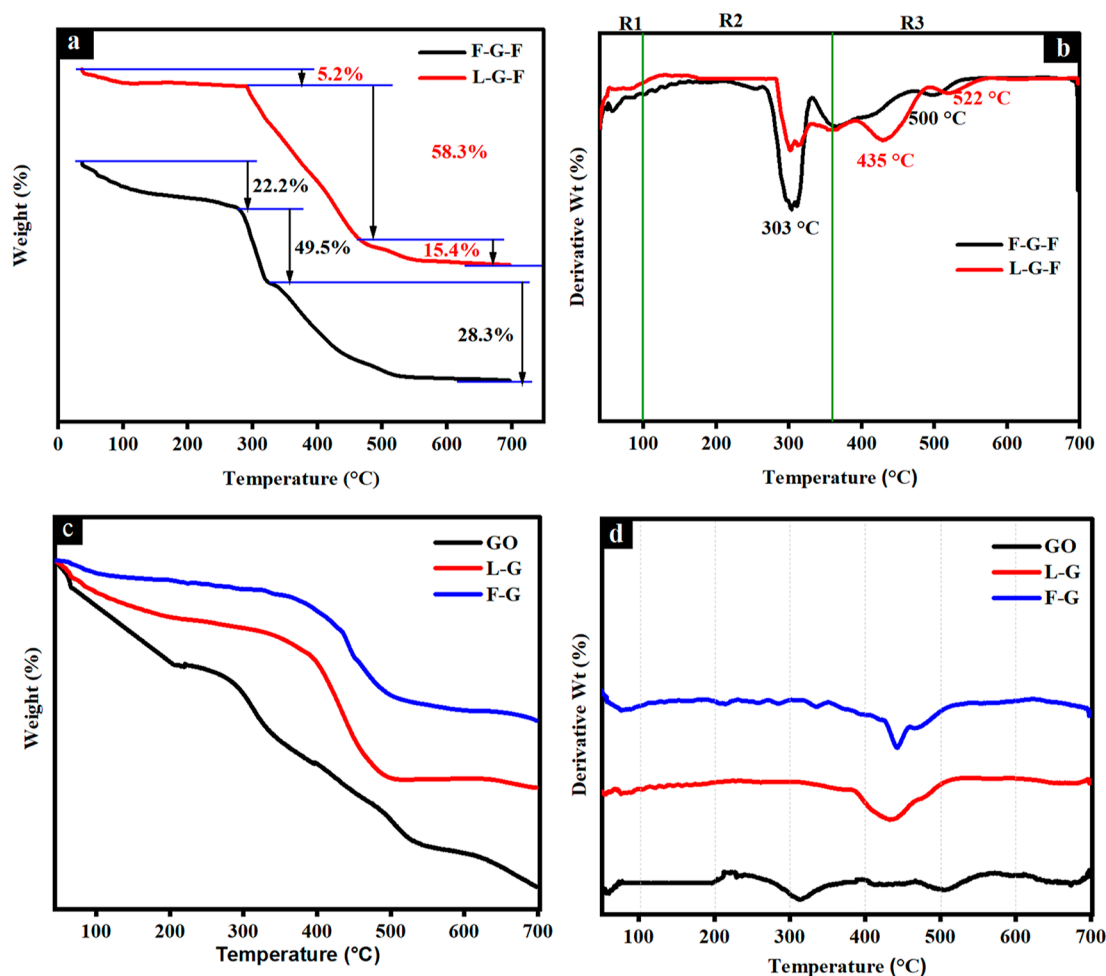 a
F-G-F
L-G-F
5.2%
58.3%
22.2%
49.5%
15.4%
28.3%
Weight (%)
0 100 200 300 400 500 600 700
Temperature (°C)
R1 R2 R3
b
522 °C
500 °C
435 °C
303 °C
F-G-F
L-G-F
Derivative Wt (%)
100 200 300 400 500 600 700
Temperature (°C)
c
GO
L-G
F-G
Weight (%)
100 200 300 400 500 600 700
Temperature (°C)
d
GO
L-G
F-G
Derivative Wt (%)
100 200 300 400 500 600 700
Temperature (°C)